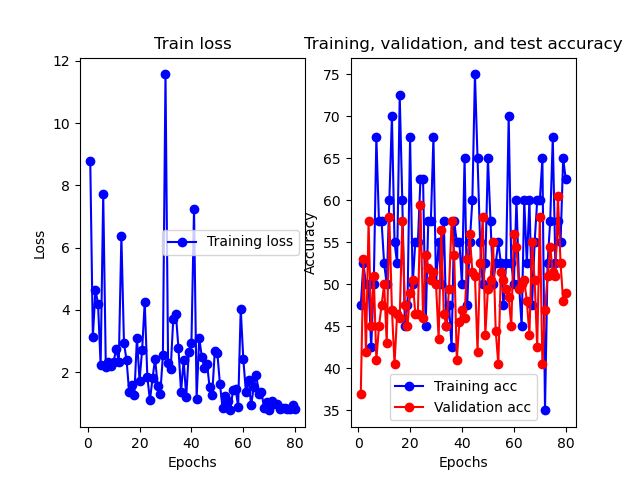 Train loss
12
10
8
6
4
2
Loss
0
20
40
60
80
Epochs
Training loss
Training, validation, and test accuracy
75
70
65
60
55
50
45
40
35
Accuracy
0
20
40
60
80
Epochs
Training acc
Validation acc